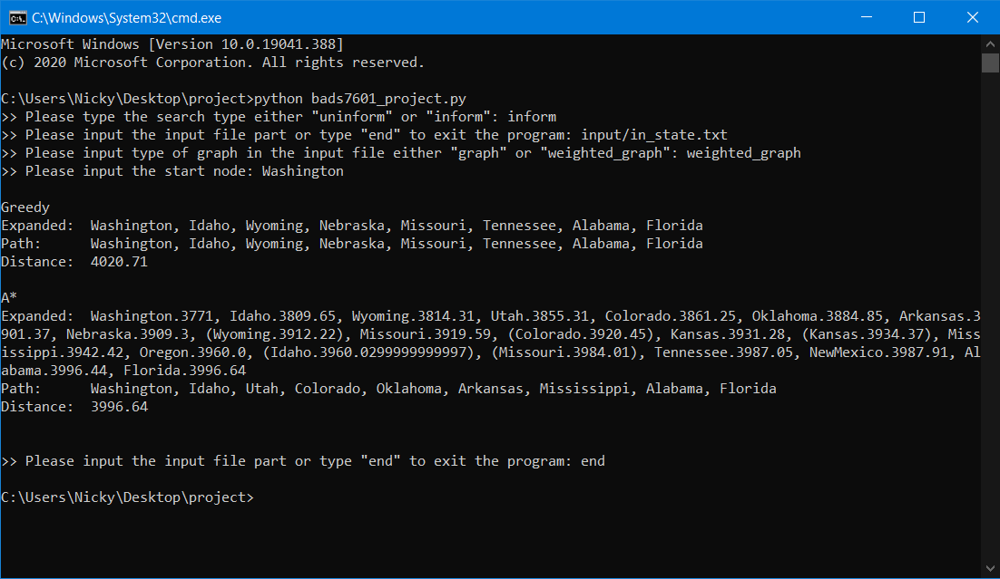 C:\Windows\System32\cmd.exe
Microsoft Windows [Version 10.0.19041.388]
(c) 2020 Microsoft Corporation. All rights reserved.
C:\Users\Nicky\Desktop\project>python bads7601_project.py
>> Please type the search type either "uninform" or "inform": inform
>> Please input the input file part or type "end" to exit the program: input/in_state.txt
>> Please input type of graph in the input file either "graph" or "weighted_graph": weighted_graph
>> Please input the start node: Washington
Greedy
Expanded:  Washington, Idaho, Wyoming, Nebraska, Missouri, Tennessee, Alabama, Florida
Path:      Washington, Idaho, Wyoming, Nebraska, Missouri, Tennessee, Alabama, Florida
Distance:  4020.71
A*
Expanded:  Washington.3771, Idaho.3809.65, Wyoming.3814.31, Utah.3855.31, Colorado.3861.25, Oklahoma.3884.85, Arkansas.3
901.37, Nebraska.3909.3, (Wyoming.3912.22), Missouri.3919.59, (Colorado.3920.45), Kansas.3931.28, (Kansas.3934.37), Miss
issippi.3942.42, Oregon.3960.0, (Idaho.3960.0299999999997), (Missouri.3984.01), Tennessee.3987.05, NewMexico.3987.91, Al
abama.3996.44, Florida.3996.64
Path:      Washington, Idaho, Utah, Colorado, Oklahoma, Arkansas, Mississippi, Alabama, Florida
Distance:  3996.64
>> Please input the input file part or type "end" to exit the program: end
C:\Users\Nicky\Desktop\project>